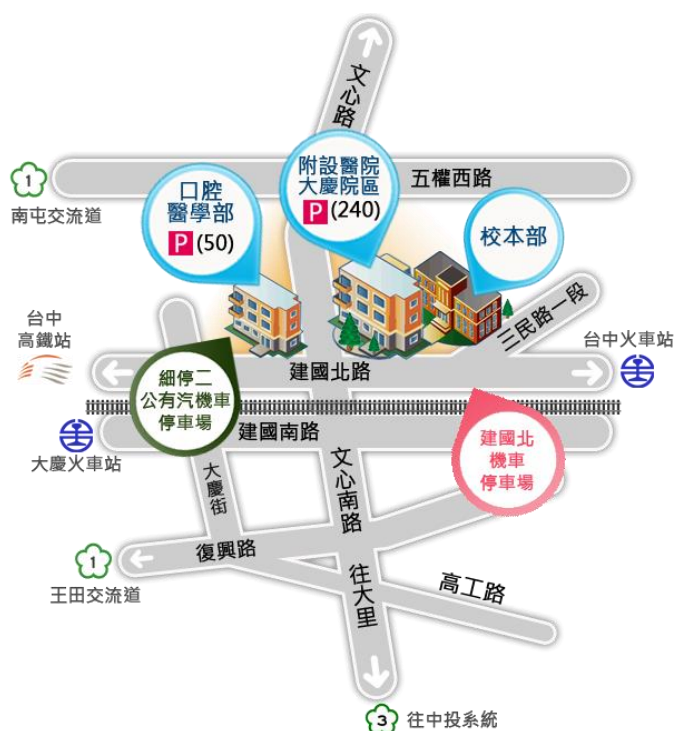 文心路
五權西路
1
南屯交流道
口腔
醫學部
P (50)
附設醫院
大慶院區
P (240)
校本部
三民路一段
台中
高鐵站
台中火車站
建國北路
細停二
公有汽機車
停車場
建國南路
大慶火車站
建國北
機車
停車場
大慶街
文心南路
復興路
1
王田交流道
往大里
高工路
3 往中投系統